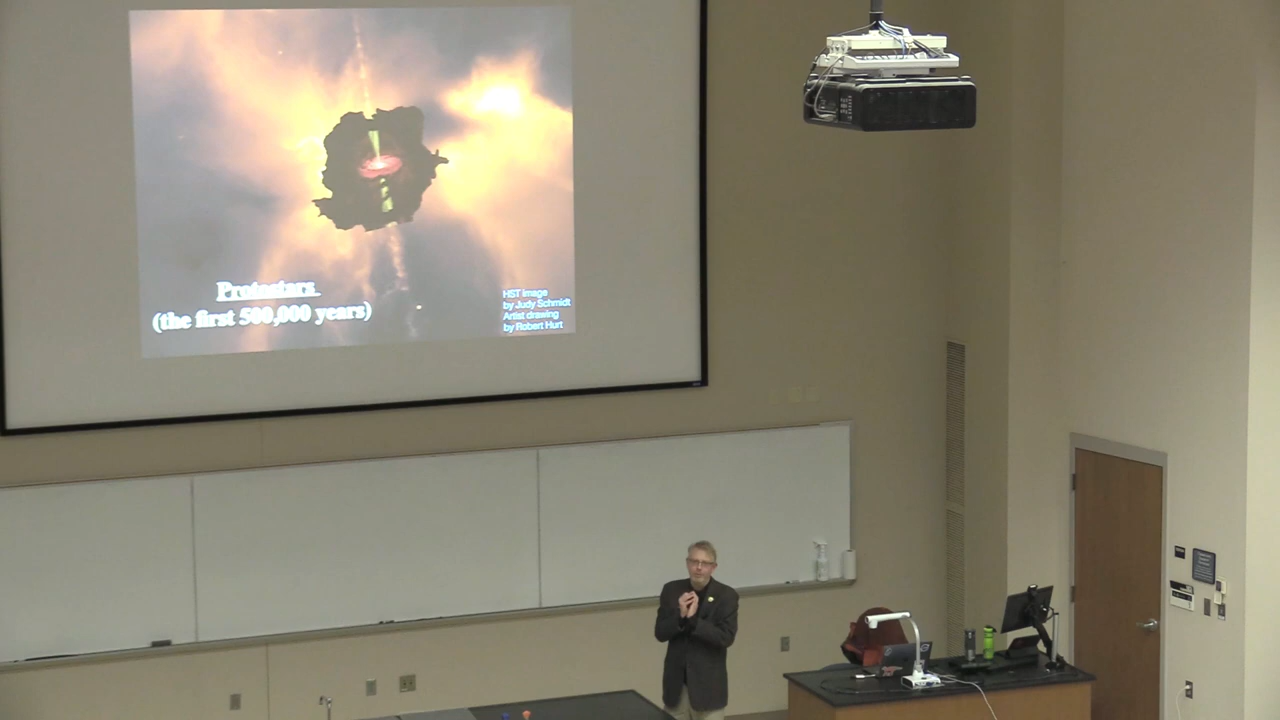 Protostars
(the first 500,000 years)
HST image
by Judy Schmidt
Artist drawing
by Robert Hurt